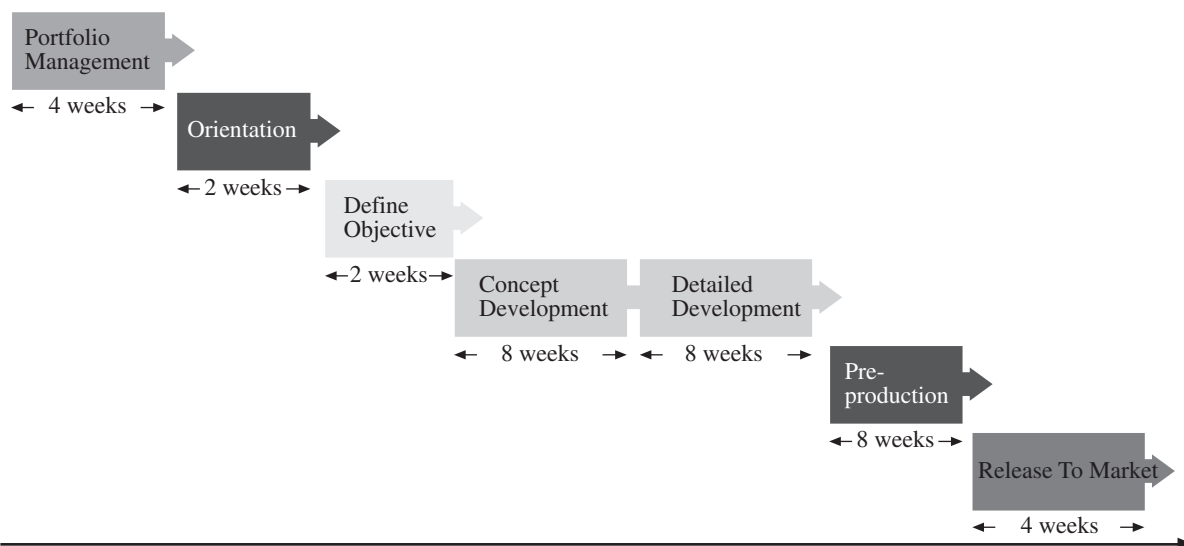 Portfolio
Management
4 weeks
Orientation
2 weeks
Define
Objective
2 weeks
Concept
Development
8 weeks
Detailed
Development
8 weeks
Pre-
production
8 weeks
Release To Market
4 weeks